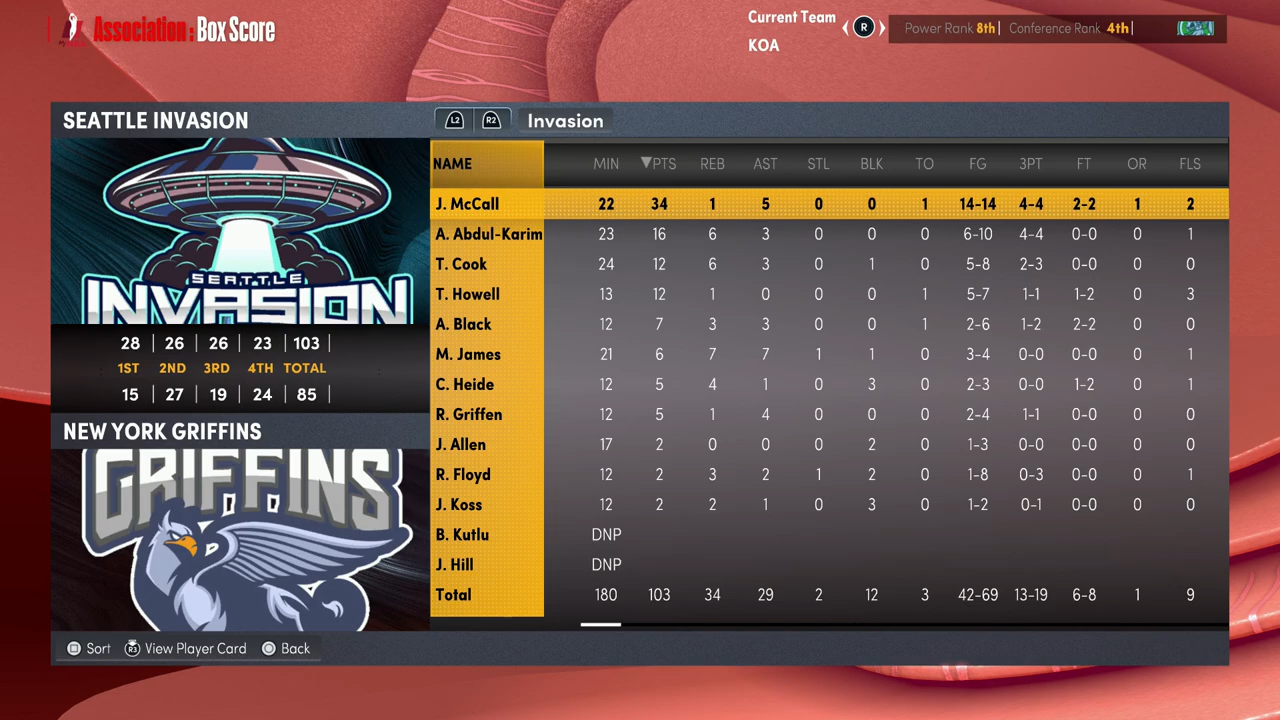 Association : Box Score
Current Team
KOA
R
Power Rank 8th | Conference Rank 4th |
SEATTLE INVASION
SEATTLE
INVASION
28 | 26 | 26 | 23 | 103 |
1ST 2ND 3RD 4TH TOTAL
15 | 27 | 19 | 24 | 85 |
NEW YORK GRIFFINS
GRIFFINS
L2 R2 Invasion
NAME MIN ▼PTS REB AST STL BLK TO FG 3PT FT OR FLS
J. McCall 22 34 1 5 0 0 1 14-14 4-4 2-2 1 2
A. Abdul-Karim 23 16 6 3 0 0 0 6-10 4-4 0-0 0 1
T. Cook 24 12 6 3 0 1 0 5-8 2-3 0-0 0 0
T. Howell 13 12 1 0 0 0 1 5-7 1-1 1-2 0 3
A. Black 12 7 3 3 0 0 1 2-6 1-2 2-2 0 0
M. James 21 6 7 7 1 1 0 3-4 0-0 0-0 0 1
C. Heide 12 5 4 1 0 3 0 2-3 0-0 1-2 0 1
R. Griffen 12 5 1 4 0 0 0 2-4 1-1 0-0 0 0
J. Allen 17 2 0 0 0 2 0 1-3 0-0 0-0 0 0
R. Floyd 12 2 3 2 1 2 0 1-8 0-3 0-0 0 1
J. Koss 12 2 2 1 0 3 0 1-2 0-1 0-0 0 0
B. Kutlu DNP
J. Hill DNP
Total 180 103 34 29 2 12 3 42-69 13-19 6-8 1 9
Sort R3 View Player Card Back